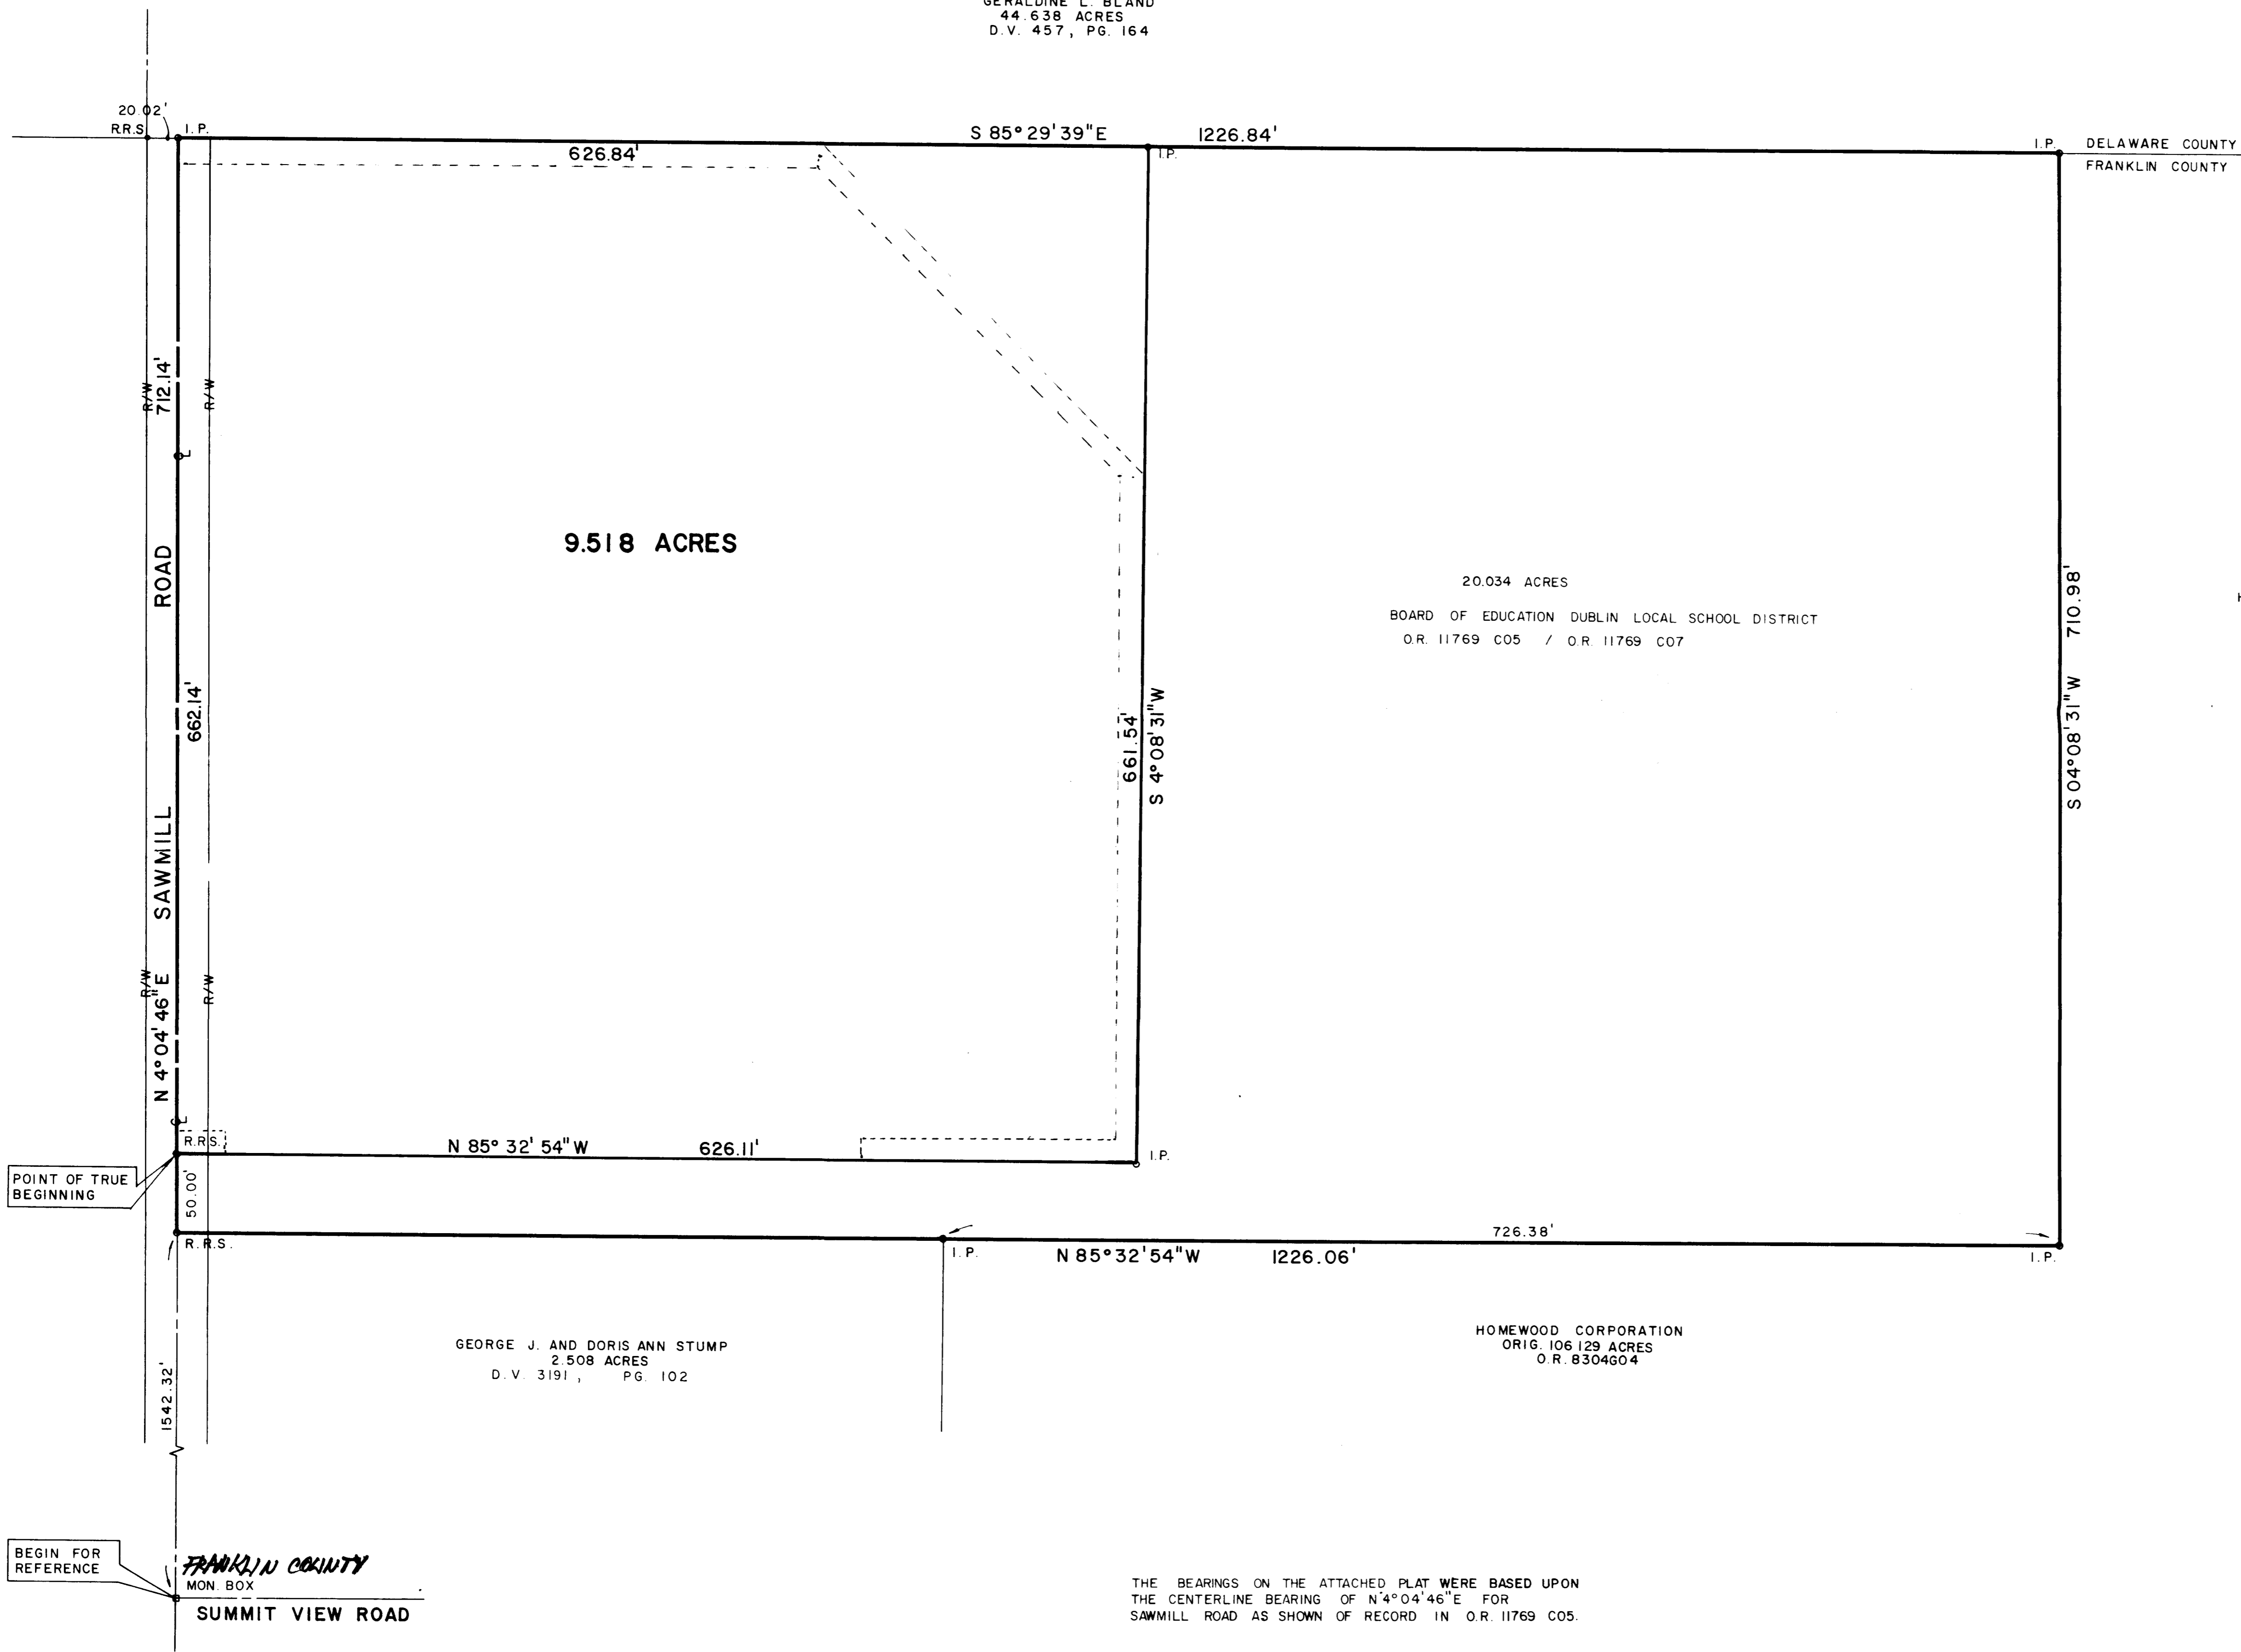 GERALDINE L. BLAND
44.638 ACRES
D.V. 457, PG. 164
20.02'
R.R.S.
I.P.
S 85° 29' 39" E 1226.84'
626.84'
I.P.
I.P.
DELAWARE COUNTY
FRANKLIN COUNTY
R/W
712.14'
R/W
9.518 ACRES
20.034 ACRES
BOARD OF EDUCATION DUBLIN LOCAL SCHOOL DISTRICT
O.R. 11769 C05 / O.R. 11769 C07
N 4° 04' 46" E SAWMILL ROAD
662.14'
661.54'
S 4° 08' 31" W
S 04° 08' 31" W 710.98'
R/W
R/W
R.R.S.
N 85° 32' 54" W 626.11'
I.P.
POINT OF TRUE
BEGINNING
50.00'
R.R.S.
I.P.
726.38'
N 85° 32' 54" W 1226.06'
I.P.
GEORGE J. AND DORIS ANN STUMP
2.508 ACRES
D.V. 3191, PG. 102
HOMEWOOD CORPORATION
ORIG. 106.129 ACRES
O.R. 8304G04
1542.32'
BEGIN FOR
REFERENCE
FRANKLIN COUNTY
MON. BOX
SUMMIT VIEW ROAD
THE BEARINGS ON THE ATTACHED PLAT WERE BASED UPON
THE CENTERLINE BEARING OF N 4° 04' 46" E FOR
SAWMILL ROAD AS SHOWN OF RECORD IN O.R. 11769 C05.